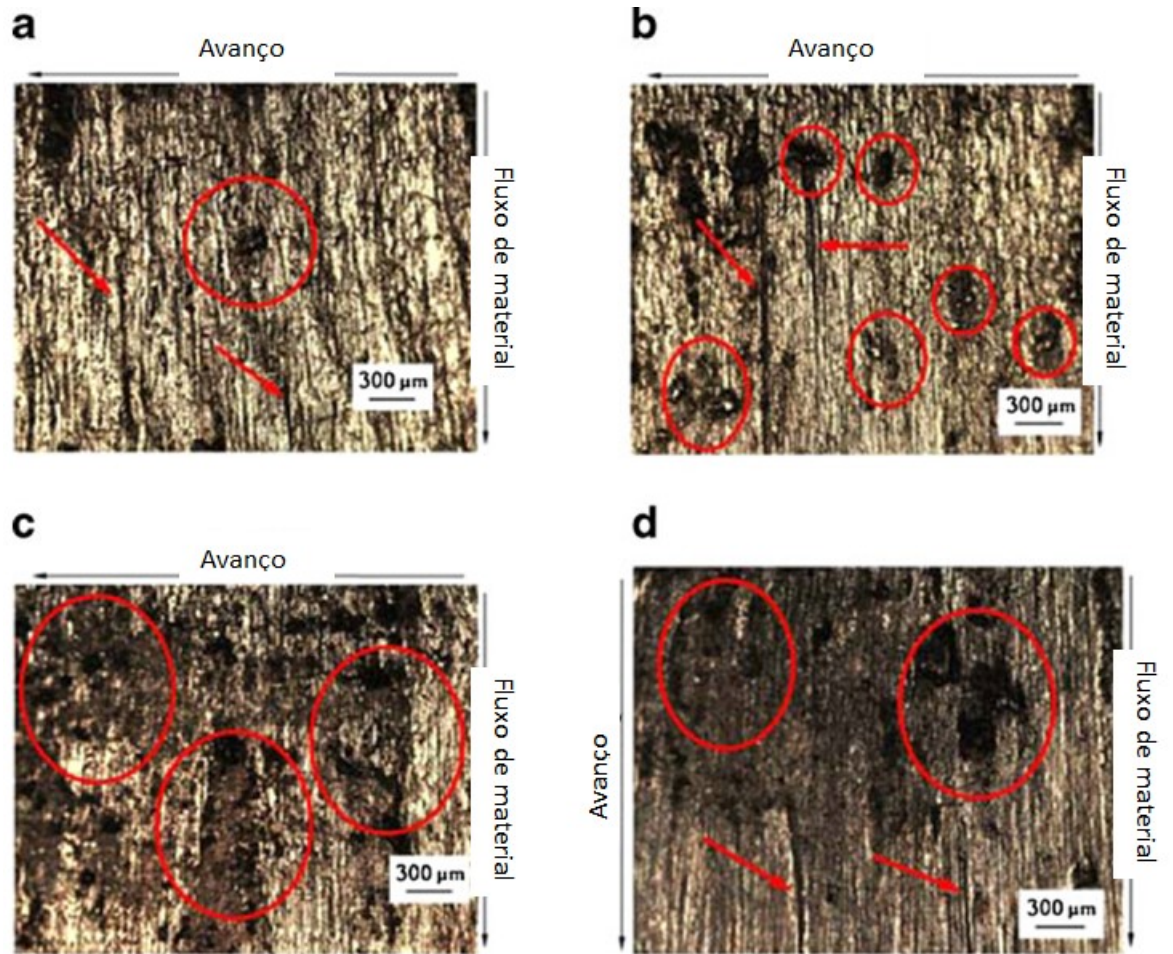 a
Avanço
Fluxo de material
300 µm
b
Avanço
Fluxo de material
300 µm
c
Avanço
Fluxo de material
300 µm
d
Avanço
Fluxo de material
300 µm